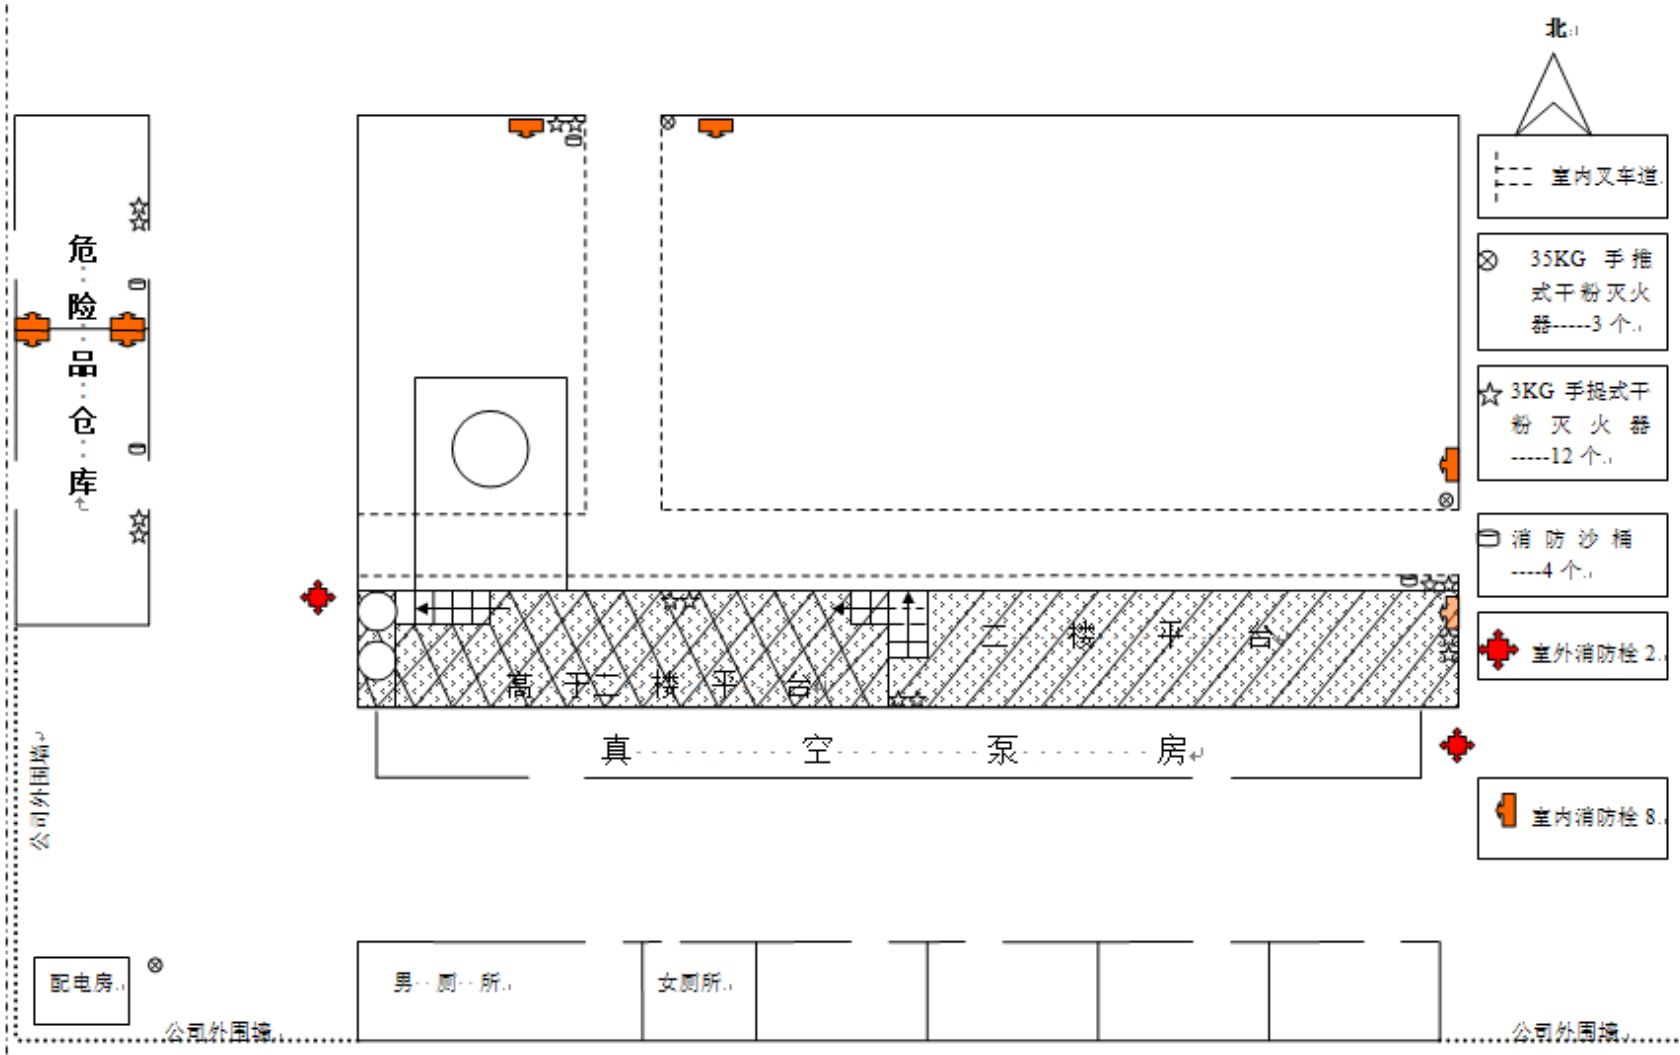 北
室内叉车道
35KG 手推
式干粉灭火
器-----3 个
3KG 手提式干
粉灭火器
-----12 个
消防沙桶
----4 个
室外消防栓 2
室内消防栓 8
危险品仓库
二楼平台
高于二楼平台
真空泵房
公司外围墙
配电房
男厕所
女厕所
公司外围墙
公司外围墙